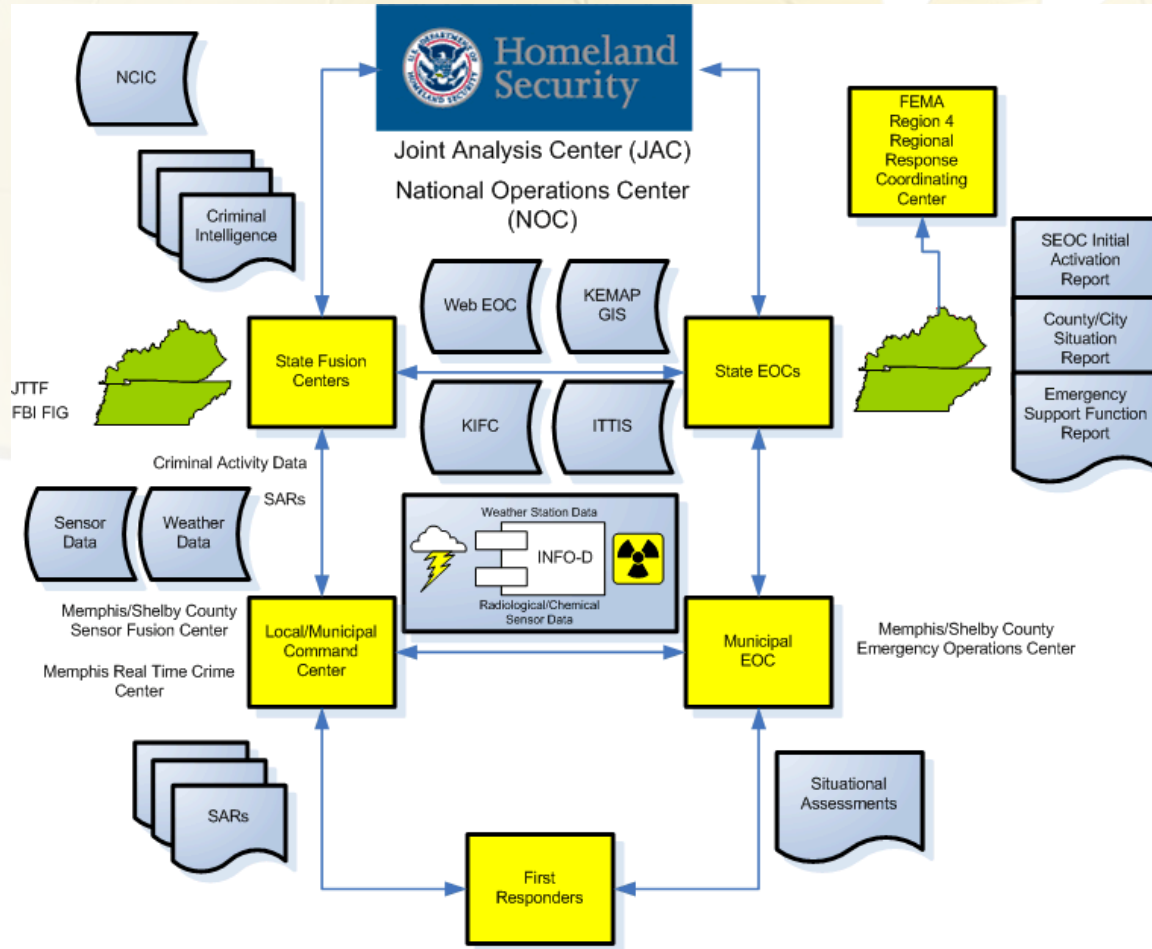 NCIC
Criminal
Intelligence
U.S. DEPARTMENT OF
HOMELAND SECURITY
Homeland
Security
Joint Analysis Center (JAC)
National Operations Center
(NOC)
FEMA
Region 4
Regional
Response
Coordinating
Center
SEOC Initial
Activation
Report
County/City
Situation
Report
Emergency
Support Function
Report
Web EOC
KEMAP
GIS
State Fusion
Centers
State EOCs
JTTF
FBI FIG
KIFC
ITTIS
Criminal Activity Data
SARs
Sensor
Data
Weather
Data
Weather Station Data
INFO-D
Radiological/Chemical
Sensor Data
Memphis/Shelby County
Sensor Fusion Center
Memphis Real Time Crime
Center
Local/Municipal
Command
Center
Municipal
EOC
Memphis/Shelby County
Emergency Operations Center
SARs
Situational
Assessments
First
Responders